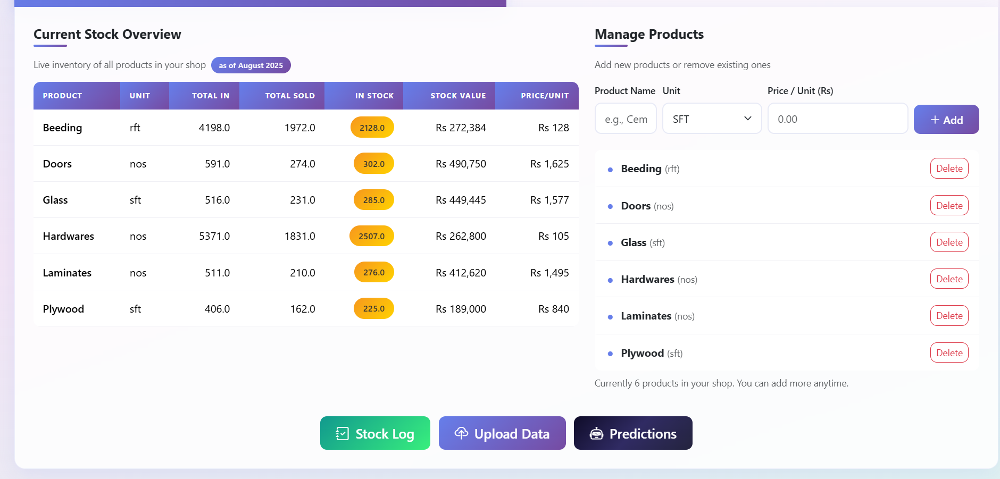 Current Stock Overview
Live inventory of all products in your shop as of August 2025
PRODUCT UNIT TOTAL IN TOTAL SOLD IN STOCK STOCK VALUE PRICE/UNIT
Beeding rft 4198.0 1972.0 2128.0 Rs 272,384 Rs 128
Doors nos 591.0 274.0 302.0 Rs 490,750 Rs 1,625
Glass sft 516.0 231.0 285.0 Rs 449,445 Rs 1,577
Hardwares nos 5371.0 1831.0 2507.0 Rs 262,800 Rs 105
Laminates nos 511.0 210.0 276.0 Rs 412,620 Rs 1,495
Plywood sft 406.0 162.0 225.0 Rs 189,000 Rs 840
Manage Products
Add new products or remove existing ones
Product Name Unit Price / Unit (Rs)
e.g., Cem SFT 0.00 + Add
Beeding (rft) Delete
Doors (nos) Delete
Glass (sft) Delete
Hardwares (nos) Delete
Laminates (nos) Delete
Plywood (sft) Delete
Currently 6 products in your shop. You can add more anytime.
Stock Log Upload Data Predictions